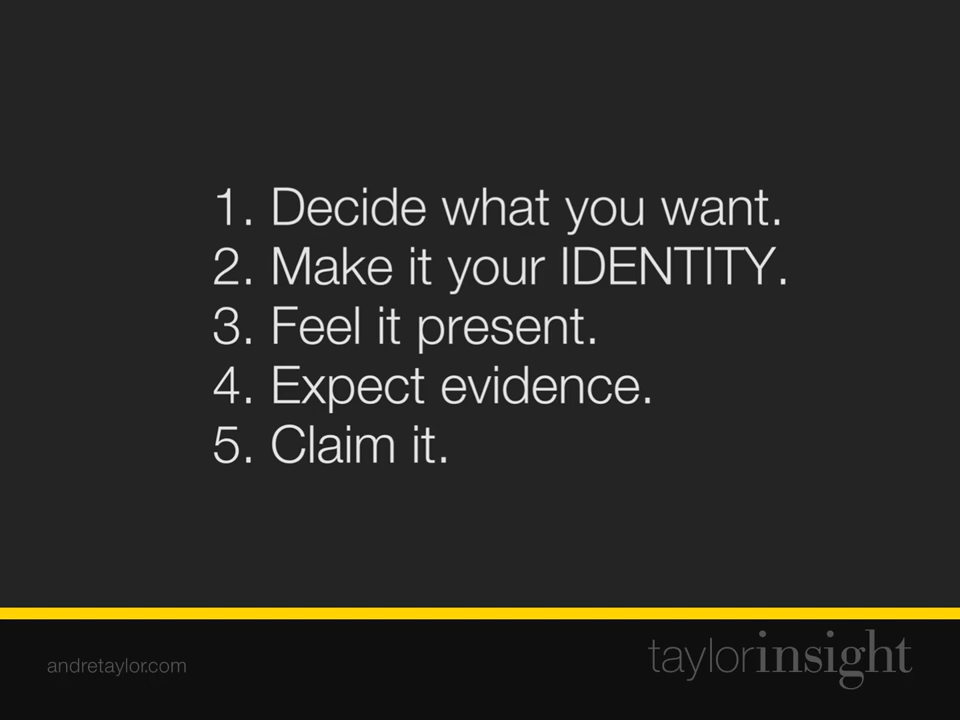 1. Decide what you want.
2. Make it your IDENTITY.
3. Feel it present.
4. Expect evidence.
5. Claim it.
andretaylor.com
taylorinsight